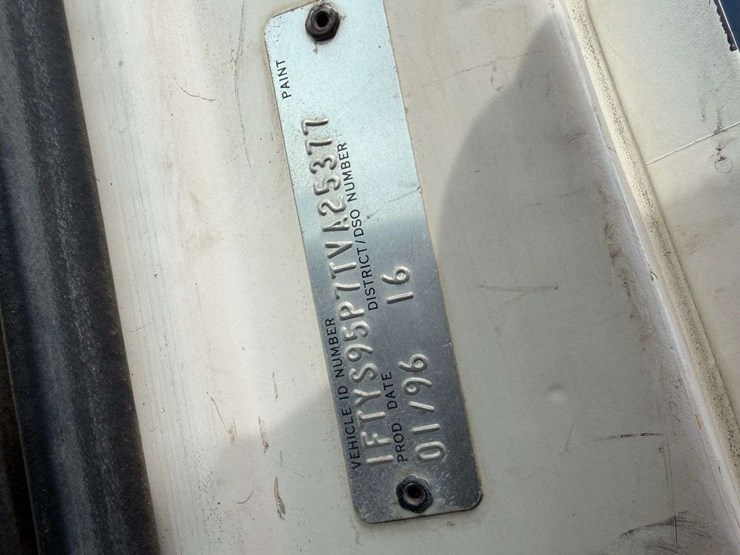 VEHICLE ID NUMBER PAINT
1FTYS95P7TVA25377
PROD. DATE DISTRICT/DSO NUMBER
01/96 16